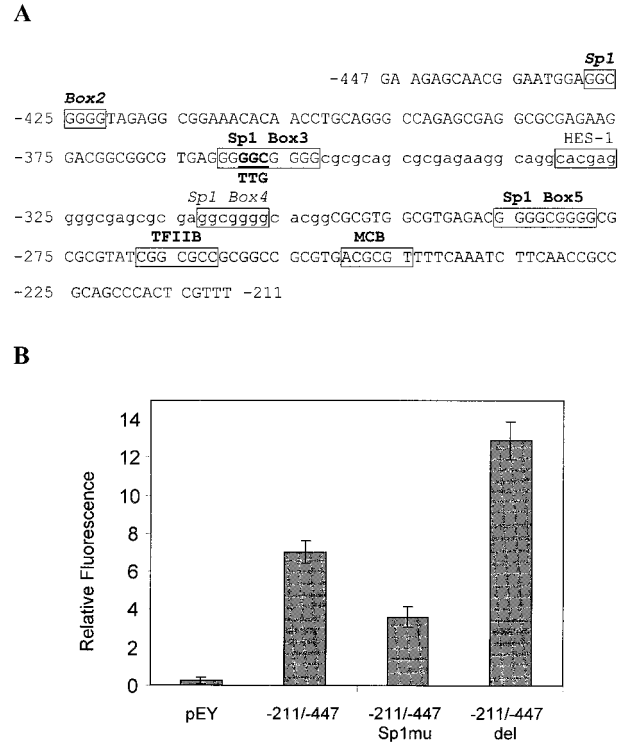 A
Sp1
-447 GA AGAGCAACG GAATGGAGGC
Box2
-425 GGGGTAGAGG CGGAAACACA ACCTGCAGGG CCAGAGCGAG GCGCGAGAAG
Sp1 Box3 HES-1
-375 GACGGCGGCG TGAGGGGGCG GGGcgcgcag cgcgagaagg caggcacgag
TTG
Sp1 Box4 Sp1 Box5
-325 gggcgagcgc gaggcggggc acggCGCGTG GCGTGAGACG GGGCGGGGCG
TFIIB MCB
-275 CGCGTATCGG CGCCGCGGCC GCGTGACGCG TTTTCAAATC TTCAACCGCC
-225 GCAGCCCACT CGTTT -211
B
14
12
10
8
6
4
2
0
Relative Fluorescence
pEY -211/-447 -211/-447 -211/-447
Sp1mu del